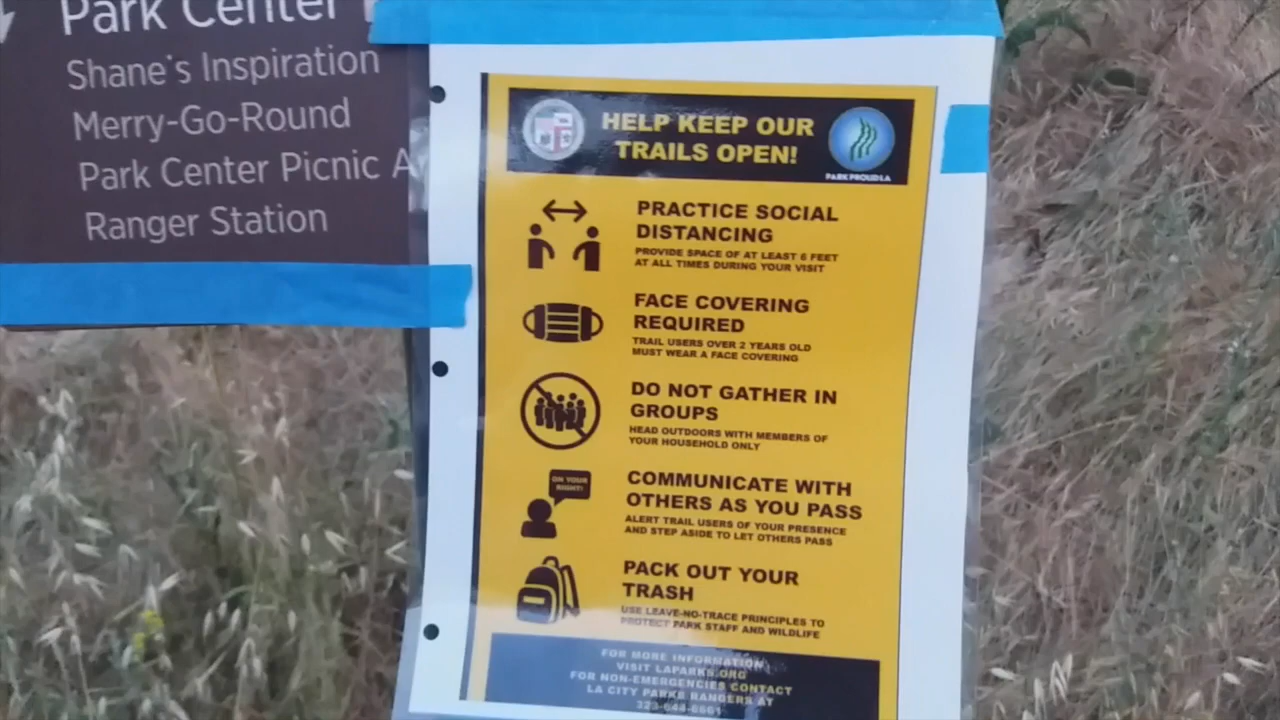 Park Center
Shane's Inspiration
Merry-Go-Round
Park Center Picnic A
Ranger Station
HELP KEEP OUR
TRAILS OPEN!
PARK PROUD LA
PRACTICE SOCIAL
DISTANCING
PROVIDE SPACE OF AT LEAST 6 FEET
AT ALL TIMES DURING YOUR VISIT
FACE COVERING
REQUIRED
TRAIL USERS OVER 2 YEARS OLD
MUST WEAR A FACE COVERING
DO NOT GATHER IN
GROUPS
HEAD OUTDOORS WITH MEMBERS OF
YOUR HOUSEHOLD ONLY
ON YOUR
RIGHT!
COMMUNICATE WITH
OTHERS AS YOU PASS
ALERT TRAIL USERS OF YOUR PRESENCE
AND STEP ASIDE TO LET OTHERS PASS
PACK OUT YOUR
TRASH
USE LEAVE-NO-TRACE PRINCIPLES TO
PROTECT PARK STAFF AND WILDLIFE
FOR MORE INFORMATION
VISIT LAPARKS.ORG
FOR NON-EMERGENCIES CONTACT
LA CITY PARKS RANGERR AT
323-644-6661